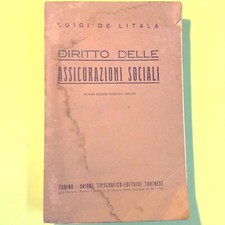 LUIGI DE LITALA
DIRITTO DELLE
ASSICURAZIONI SOCIALI
TORINO - UNIONE TIPOGRAFICO-EDITRICE TORINESE